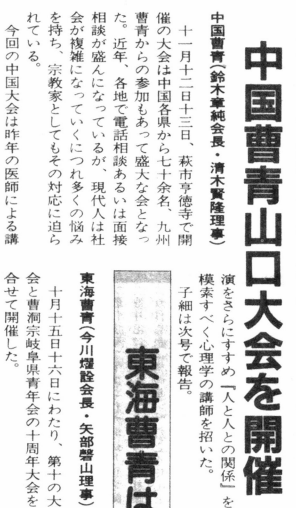 中国曹青山口大会を開催
中国曹青（鈴木章純会長・清木賢隆理事）
十一月十二日十三日、萩市亨徳寺で開
催の大会は中国各県から七十余名、九州
曹青からの参加もあって盛大な会となっ
た。近年、各地で電話相談あるいは面接
相談が盛んになっているが、現代人は社
会が複雑になっていくにつれ多くの悩み
を持ち、宗教家としてもその対応に迫ら
れている。
今回の中国大会は昨年の医師による講
演をさらにすすめ『人と人との関係』を
模索すべく心理学の講師を招いた。
子細は次号で報告。
東海曹青は
東海曹青（今川 会長・矢部磐山理事）
十月十五日十六日にわたり、第十の大
会と曹洞宗岐阜県青年会の十周年大会を
合せて開催した。